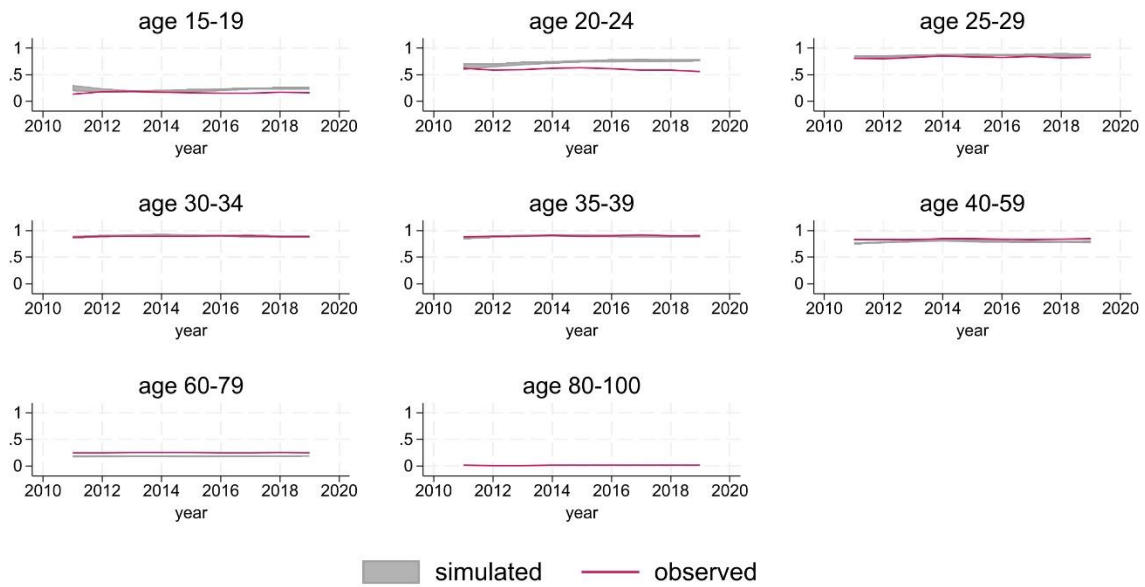 age 15-19 age 20-24 age 25-29
1 1 1
.5 .5 .5
0 0 0
2010 2012 2014 2016 2018 2020 2010 2012 2014 2016 2018 2020 2010 2012 2014 2016 2018 2020
year year year
age 30-34 age 35-39 age 40-59
1 1 1
.5 .5 .5
0 0 0
2010 2012 2014 2016 2018 2020 2010 2012 2014 2016 2018 2020 2010 2012 2014 2016 2018 2020
year year year
age 60-79 age 80-100
1 1
.5 .5
0 0
2010 2012 2014 2016 2018 2020 2010 2012 2014 2016 2018 2020
year year
simulated observed